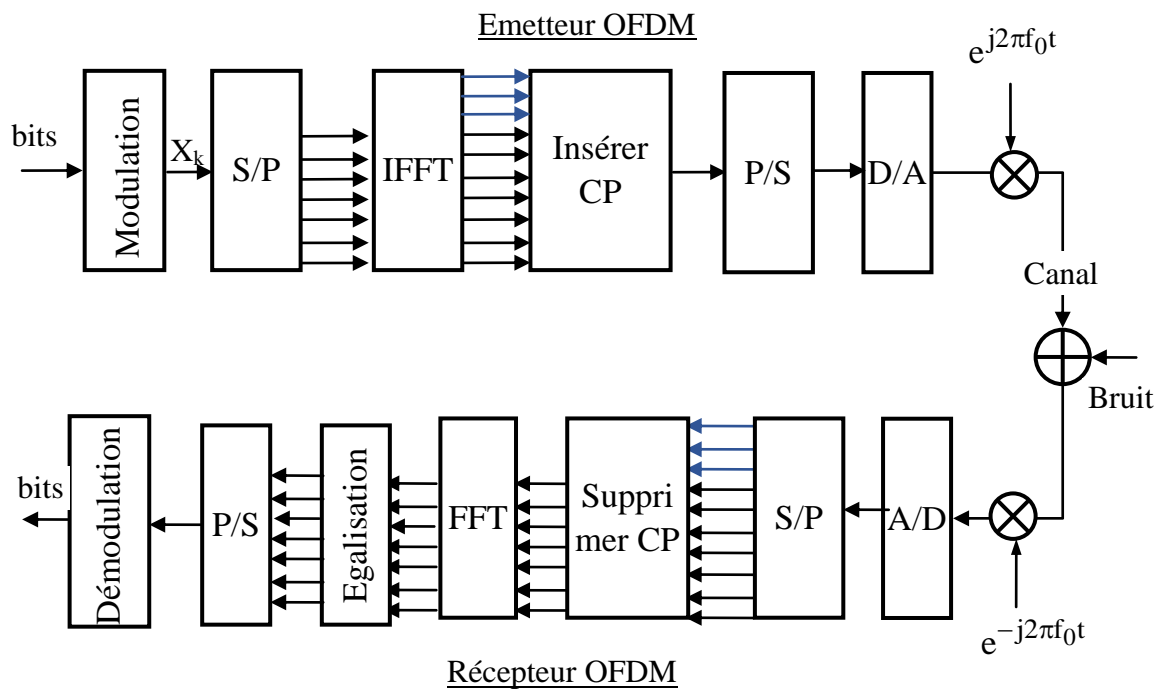 Emetteur OFDM
e^{j2πf_0t}
bits
Modulation
X_k
S/P
IFFT
Insérer
CP
P/S
D/A
Canal
Bruit
bits
Démodulation
P/S
Egalisation
FFT
Suppri
mer CP
S/P
A/D
e^{-j2πf_0t}
Récepteur OFDM